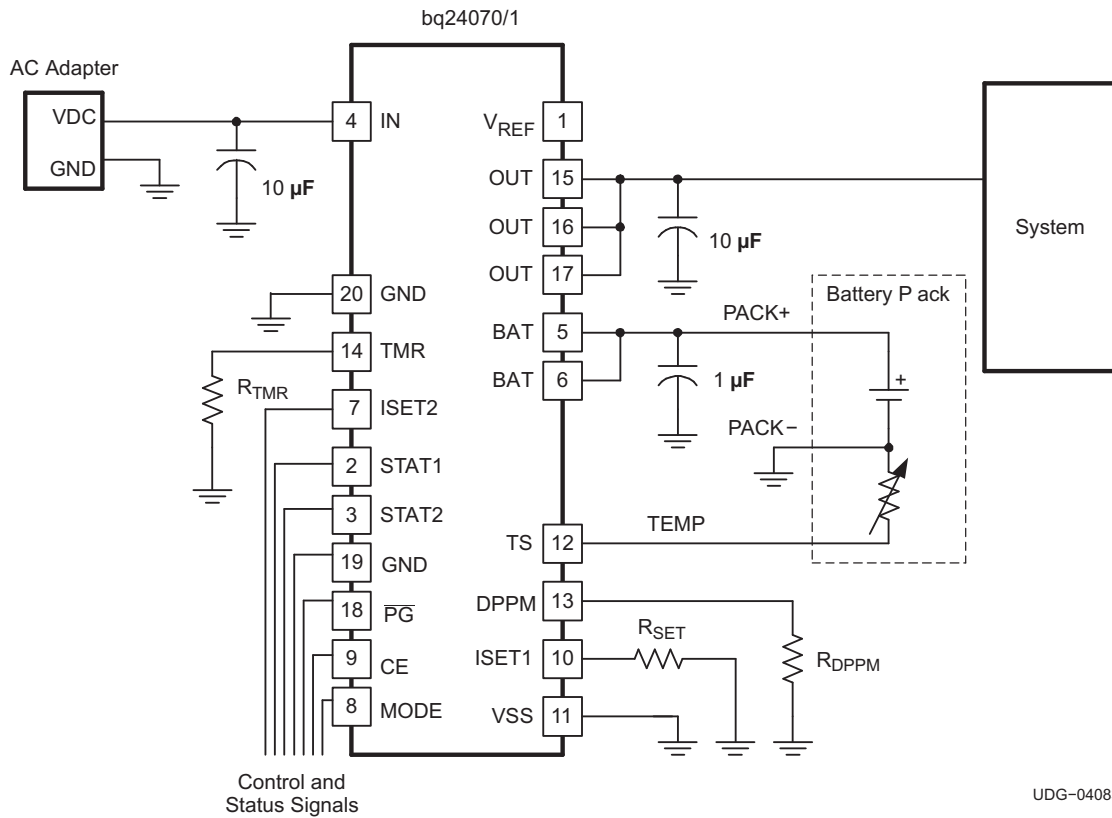 bq24070/1
AC Adapter
VDC
GND
10 µF
4 IN
20 GND
14 TMR
RTMR
7 ISET2
2 STAT1
3 STAT2
19 GND
18 PG
9 CE
8 MODE
Control and
Status Signals
VREF 1
OUT 15
OUT 16
OUT 17
10 µF
System
BAT 5
BAT 6
1 µF
PACK+
Battery P ack
+
PACK−
TS 12
TEMP
DPPM 13
RDPPM
ISET1 10
RSET
VSS 11
UDG−0408